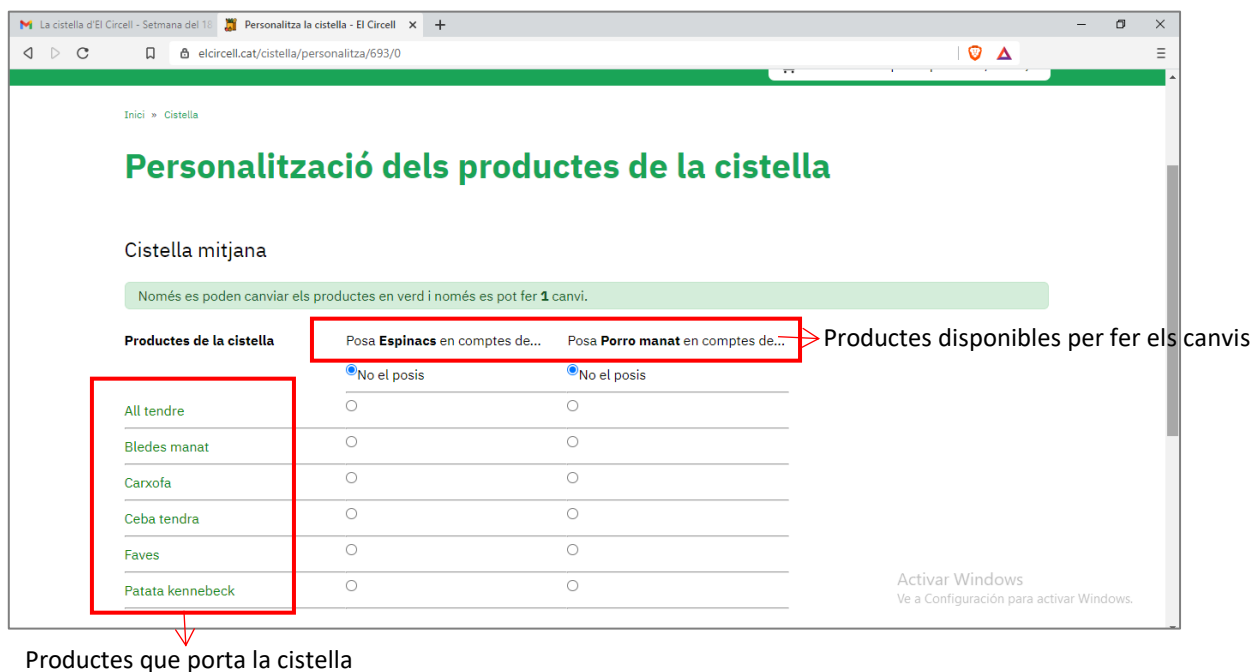 La cistella d'El Circell - Setmana del 18
Personalitza la cistella - El Circell
elcircell.cat/cistella/personalitza/693/0
Inici » Cistella
Personalització dels productes de la cistella
Cistella mitjana
Només es poden canviar els productes en verd i només es pot fer 1 canvi.
Productes de la cistella Posa Espinacs en comptes de... Posa Porro manat en comptes de...
Productes disponibles per fer els canvis
No el posis No el posis
All tendre
Bledes manat
Carxofa
Ceba tendra
Faves
Patata kennebeck
Activar Windows
Ve a Configuración para activar Windows.
Productes que porta la cistella